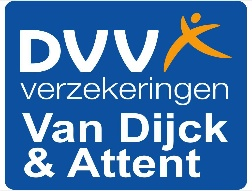 DVV
verzekeringen
Van Dijck
& Attent